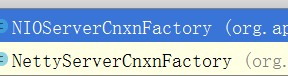 NIOServerCnxnFactory (org.ap
NettyServerCnxnFactory (org.